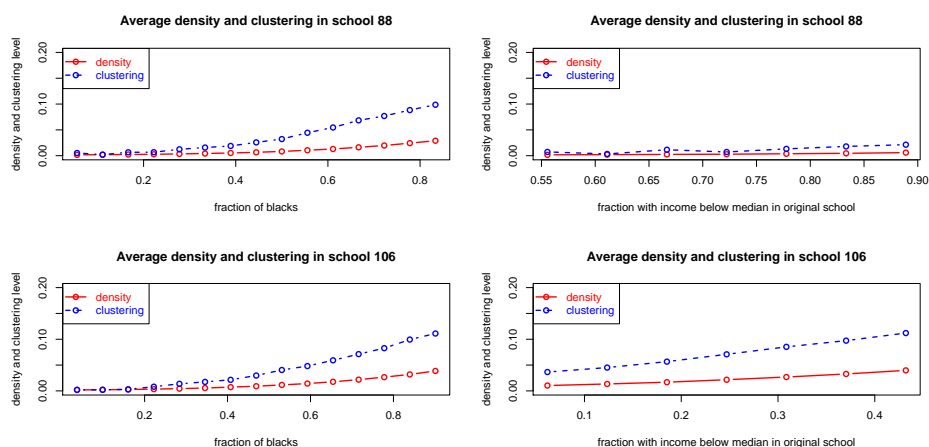 Average density and clustering in school 88
density and clustering level
0.20
0.10
0.00
density
clustering
0.2 0.4 0.6 0.8
fraction of blacks
Average density and clustering in school 88
density and clustering level
0.20
0.10
0.00
density
clustering
0.55 0.60 0.65 0.70 0.75 0.80 0.85 0.90
fraction with income below median in original school
Average density and clustering in school 106
density and clustering level
0.20
0.10
0.00
density
clustering
0.2 0.4 0.6 0.8
fraction of blacks
Average density and clustering in school 106
density and clustering level
0.20
0.10
0.00
density
clustering
0.1 0.2 0.3 0.4
fraction with income below median in original school